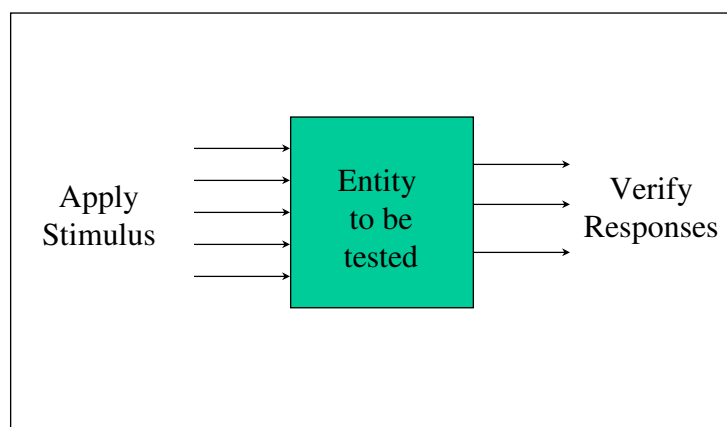 Apply
Stimulus
Entity
to be
tested
Verify
Responses